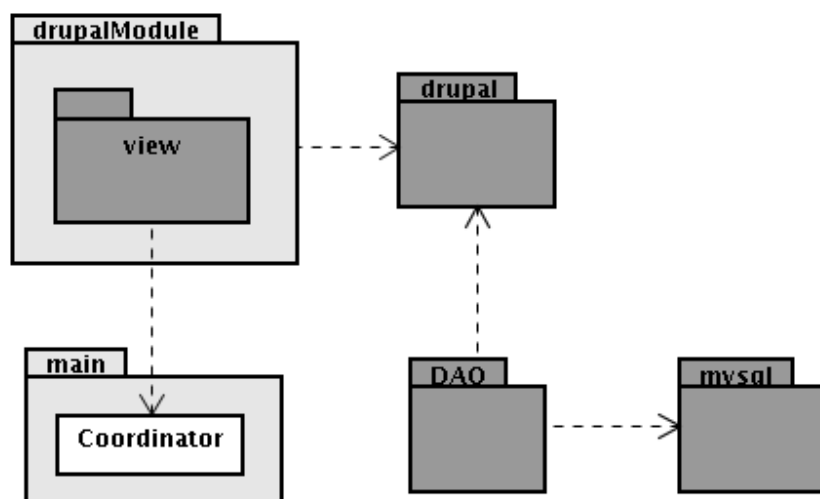 drupalModule
drupal
view
main
DAO
mysql
Coordinator